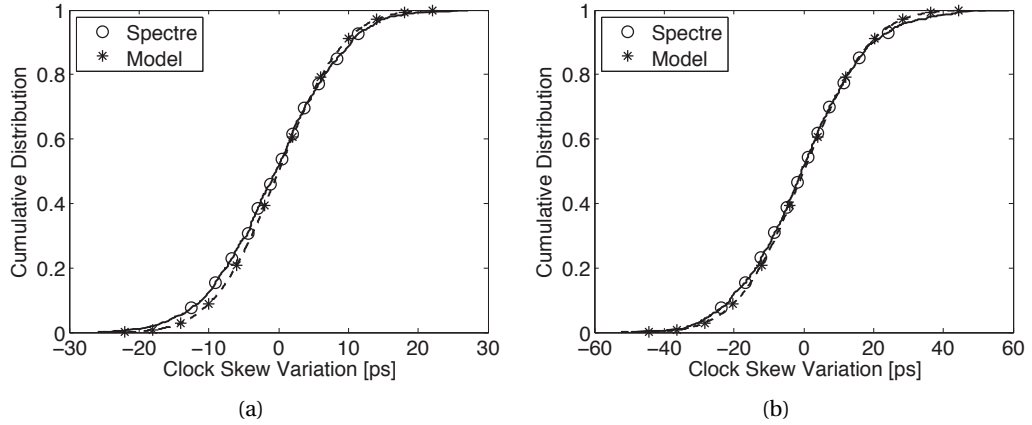 1
0.8
0.6
0.4
0.2
0
Cumulative Distribution
Spectre
Model
−30 −20 −10 0 10 20 30
Clock Skew Variation [ps]
(a)
1
0.8
0.6
0.4
0.2
0
Cumulative Distribution
Spectre
Model
−60 −40 −20 0 20 40 60
Clock Skew Variation [ps]
(b)